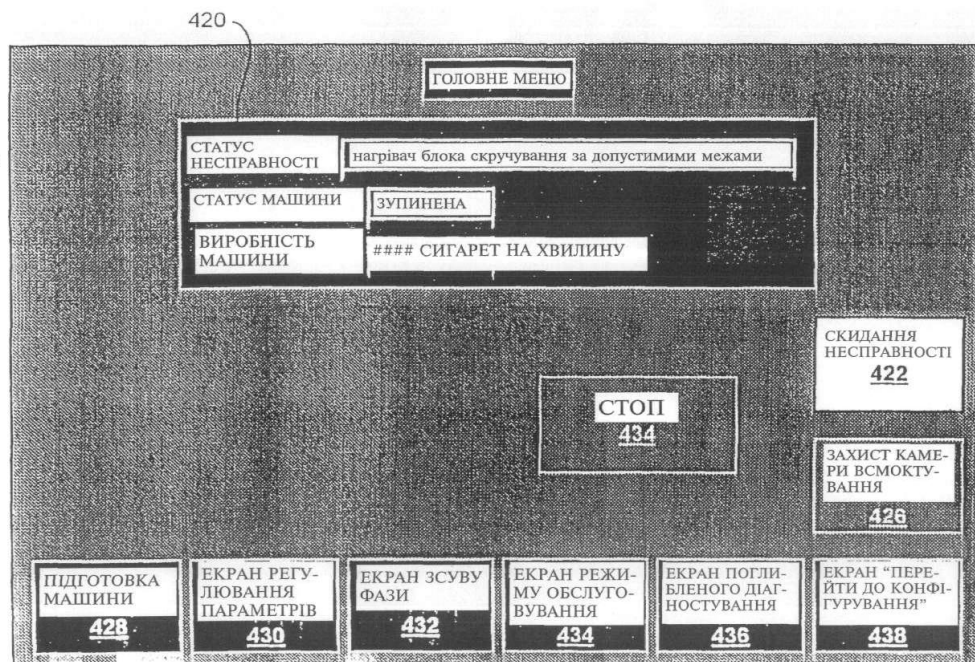 420
ГОЛОВНЕ МЕНЮ
СТАТУС
НЕСПРАВНОСТІ
нагрівач блока скручування за допустимими межами
СТАТУС МАШИНИ
ЗУПИНЕНА
ВИРОБНІСТЬ
МАШИНИ
#### СИГАРЕТ НА ХВИЛИНУ
СКИДАННЯ
НЕСПРАВНОСТІ
422
СТОП
434
ЗАХИСТ КАМЕ-
РИ ВСМОКТУ-
ВАННЯ
426
ПІДГОТОВКА
МАШИНИ
428
ЕКРАН РЕГУ-
ЛЮВАННЯ
ПАРАМЕТРІВ
430
ЕКРАН ЗСУВУ
ФАЗИ
432
ЕКРАН РЕЖИ-
МУ ОБСЛУГО-
ВУВАННЯ
434
ЕКРАН ПОГЛИ-
БЛЕНОГО ДІАГ-
НОСТУВАННЯ
436
ЕКРАН “ПЕРЕ-
ЙТИ ДО КОНФІ-
ГУРУВАННЯ”
438